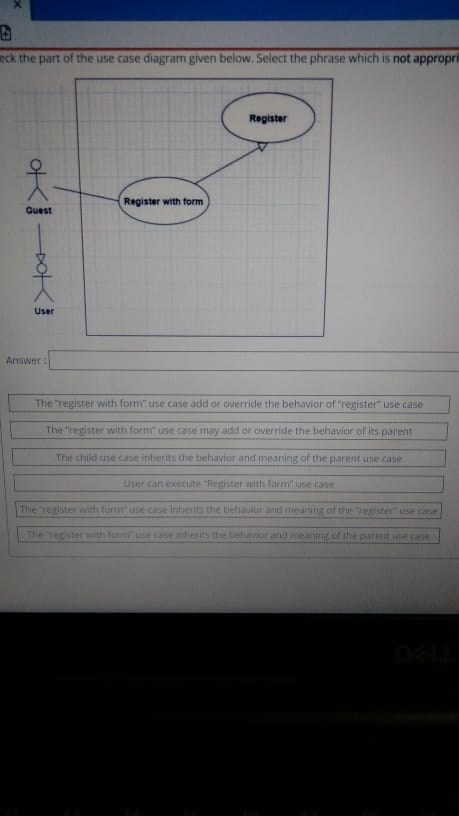 eck the part of the use case diagram given below. Select the phrase which is not appropri
Register
Register with form
Guest
User
Answer :
The "register with form" use case add or override the behavior of "register" use case
The "register with form" use case may add or override the behavior of its parent
The child use case inherits the behavior and meaning of the parent use case
User can execute "Register with form" use case
The "register with form" use case inherits the behavior and meaning of the "register" use case
The "register with form" use case inherits the behavior and meaning of the parent use case
DELL